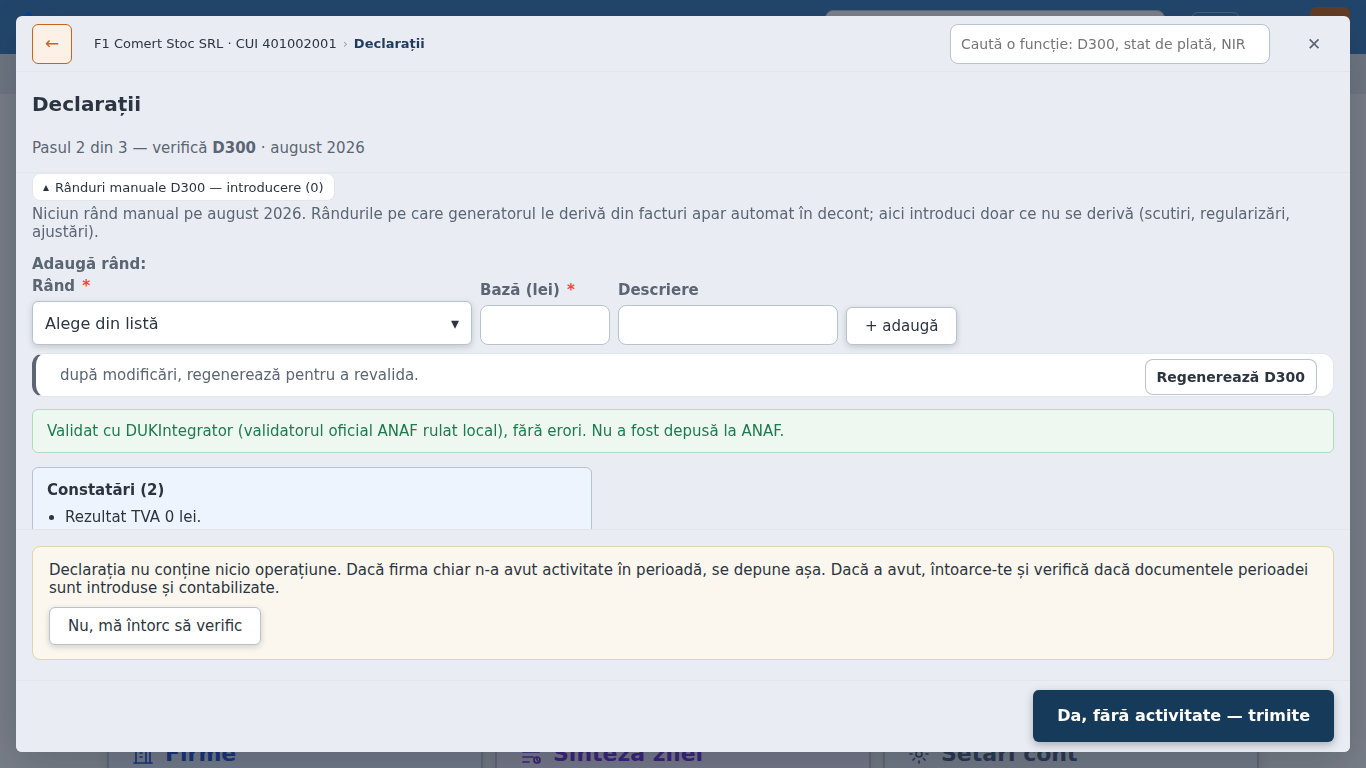 ←
F1 Comert Stoc SRL · CUI 401002001 › Declarații
Caută o funcție: D300, stat de plată, NIR
✕
Declarații
Pasul 2 din 3 — verifică D300 · august 2026
▴ Rânduri manuale D300 — introducere (0)
Niciun rând manual pe august 2026. Rândurile pe care generatorul le derivă din facturi apar automat în decont; aici introduci doar ce nu se derivă (scutiri, regularizări,
ajustări).
Adaugă rând:
Rând *
Bază (lei) *
Descriere
Alege din listă ▾
+ adaugă
după modificări, regenerează pentru a revalida.
Regenerează D300
Validat cu DUKIntegrator (validatorul oficial ANAF rulat local), fără erori. Nu a fost depusă la ANAF.
Constatări (2)
• Rezultat TVA 0 lei.
Declarația nu conține nicio operațiune. Dacă firma chiar n-a avut activitate în perioadă, se depune așa. Dacă a avut, întoarce-te și verifică dacă documentele perioadei
sunt introduse și contabilizate.
Nu, mă întorc să verific
Da, fără activitate — trimite
Firme
Sinteza zilei
Setări cont